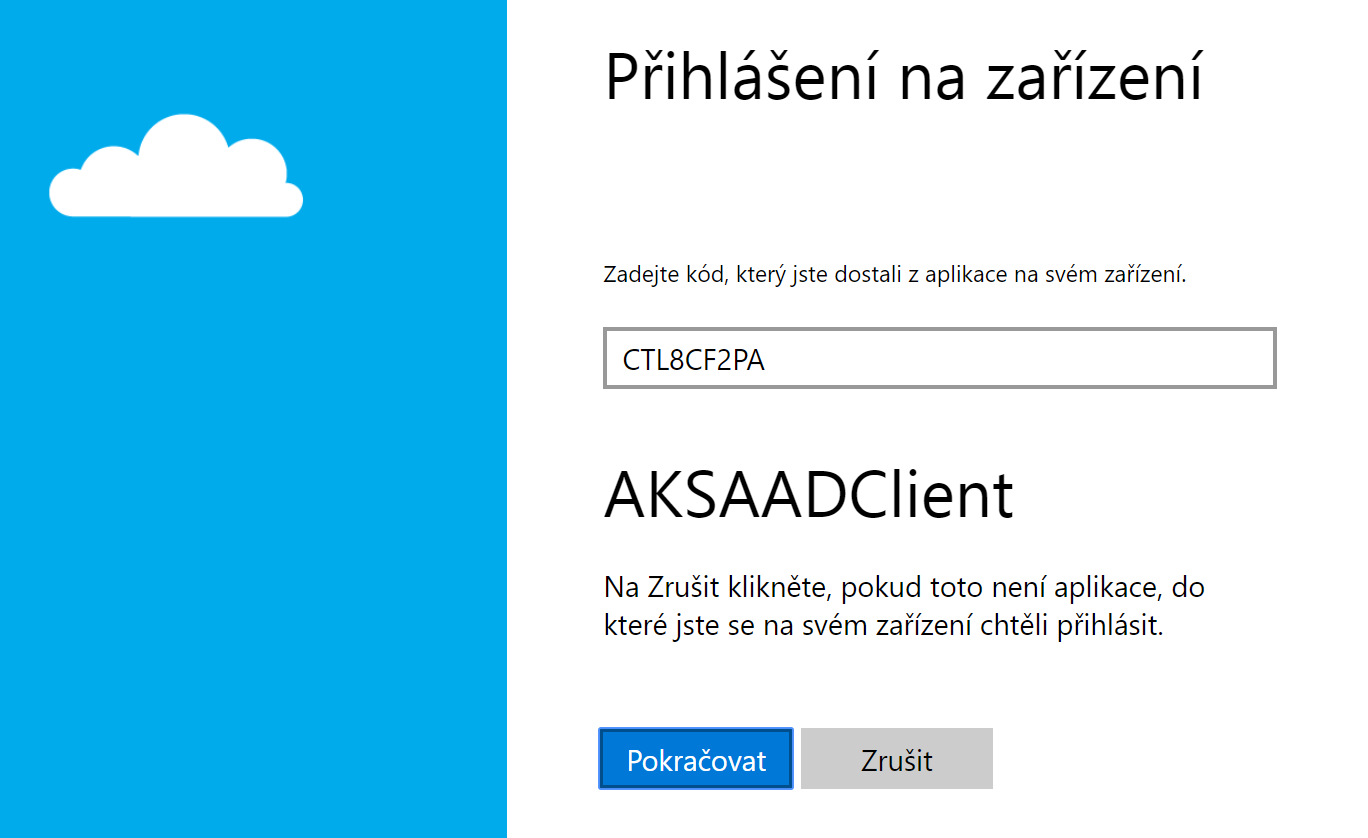 Přihlášení na zařízení
Zadejte kód, který jste dostali z aplikace na svém zařízení.
CTL8CF2PA
AKSAADClient
Na Zrušit klikněte, pokud toto není aplikace, do
které jste se na svém zařízení chtěli přihlásit.
Pokračovat
Zrušit